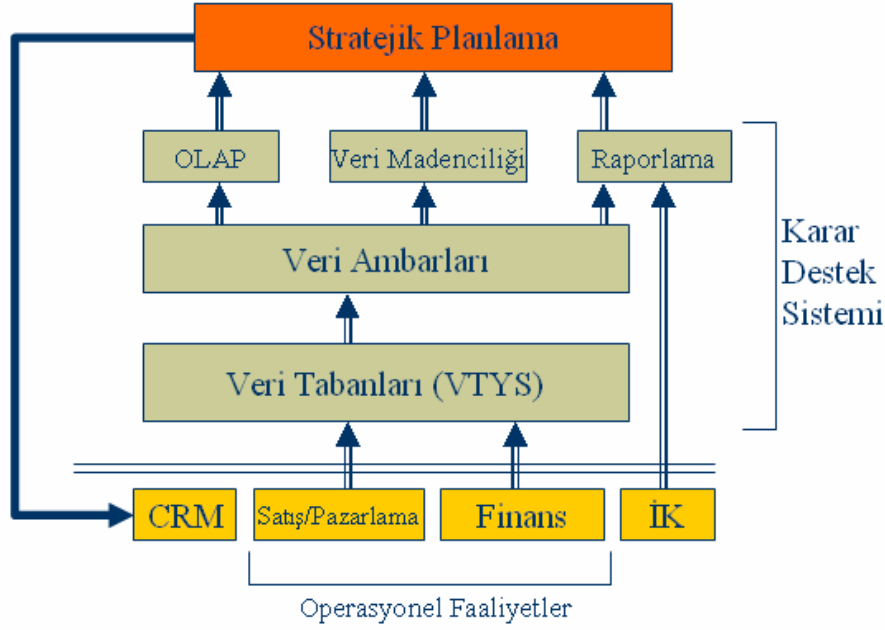 Stratejik Planlama
OLAP
Veri Madenciliği
Raporlama
Veri Ambarları
Karar
Destek
Sistemi
Veri Tabanları (VTYS)
CRM
Satış/Pazarlama
Finans
İK
Operasyonel Faaliyetler